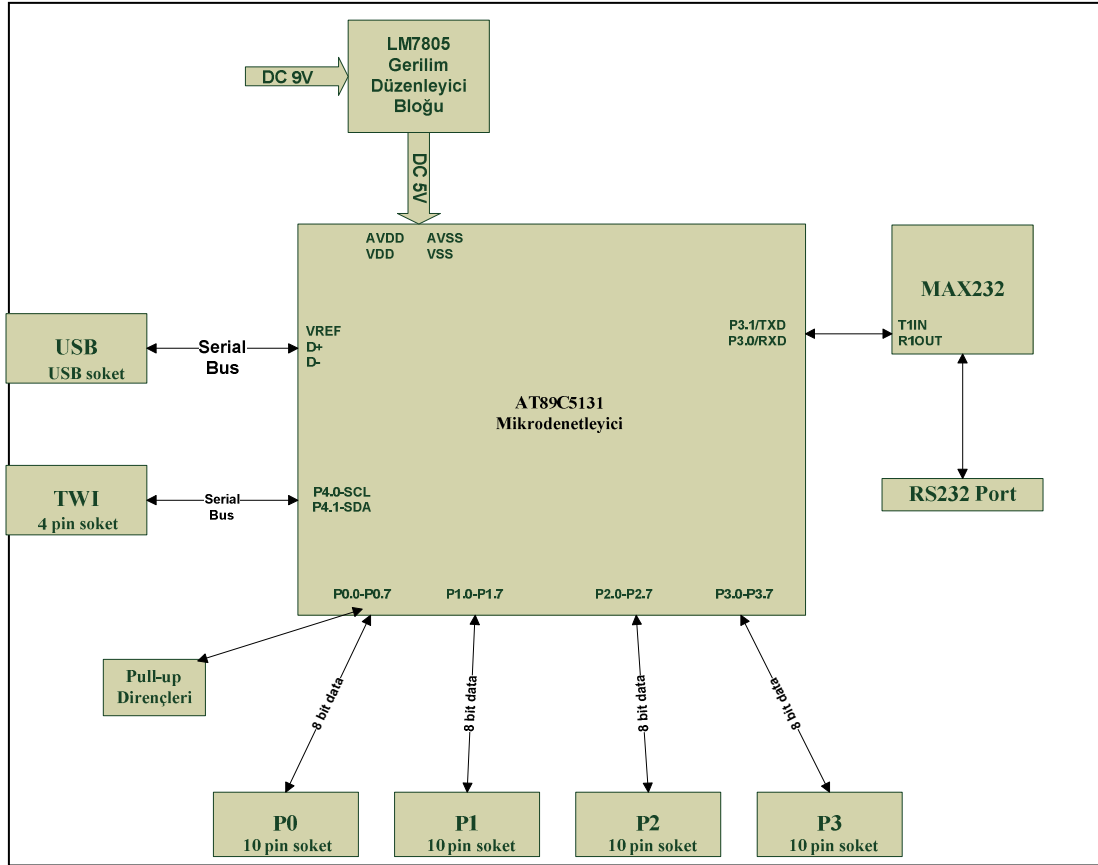 LM7805
Gerilim
Düzenleyici
Bloğu
DC 9V
DC 5V
AVDD AVSS
VDD VSS
MAX232
T1IN
R1OUT
P3.1/TXD
P3.0/RXD
VREF
D+
D-
USB
USB soket
Serial
Bus
AT89C5131
Mikrodenetleyici
TWI
4 pin soket
Serial
Bus
P4.0-SCL
P4.1-SDA
RS232 Port
P0.0-P0.7 P1.0-P1.7 P2.0-P2.7 P3.0-P3.7
Pull-up
Dirençleri
8 bit data
8 bit data
8 bit data
8 bit data
P0
10 pin soket
P1
10 pin soket
P2
10 pin soket
P3
10 pin soket